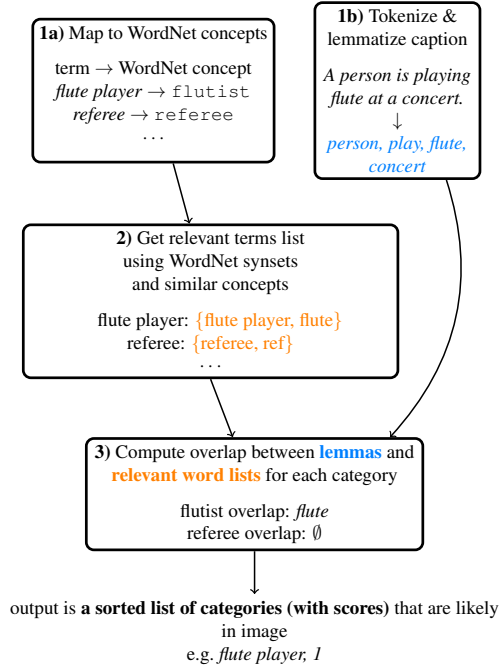 1a) Map to WordNet concepts
term → WordNet concept
flute player → flutist
referee → referee
...
1b) Tokenize &
lemmatize caption
A person is playing
flute at a concert.
↓
person, play, flute,
concert
2) Get relevant terms list
using WordNet synsets
and similar concepts
flute player: {flute player, flute}
referee: {referee, ref}
...
3) Compute overlap between lemmas and
relevant word lists for each category
flutist overlap: flute
referee overlap: ∅
output is a sorted list of categories (with scores) that are likely
in image
e.g. flute player, 1